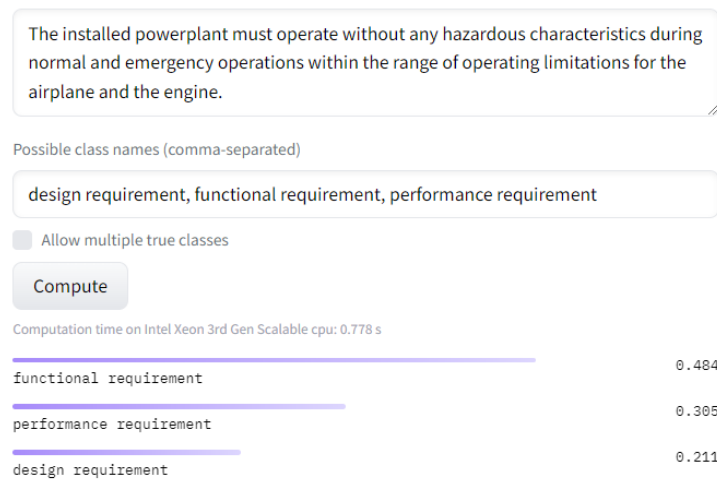 The installed powerplant must operate without any hazardous characteristics during
normal and emergency operations within the range of operating limitations for the
airplane and the engine.
Possible class names (comma-separated)
design requirement, functional requirement, performance requirement
Allow multiple true classes
Compute
Computation time on Intel Xeon 3rd Gen Scalable cpu: 0.778 s
functional requirement 0.484
performance requirement 0.305
design requirement 0.211